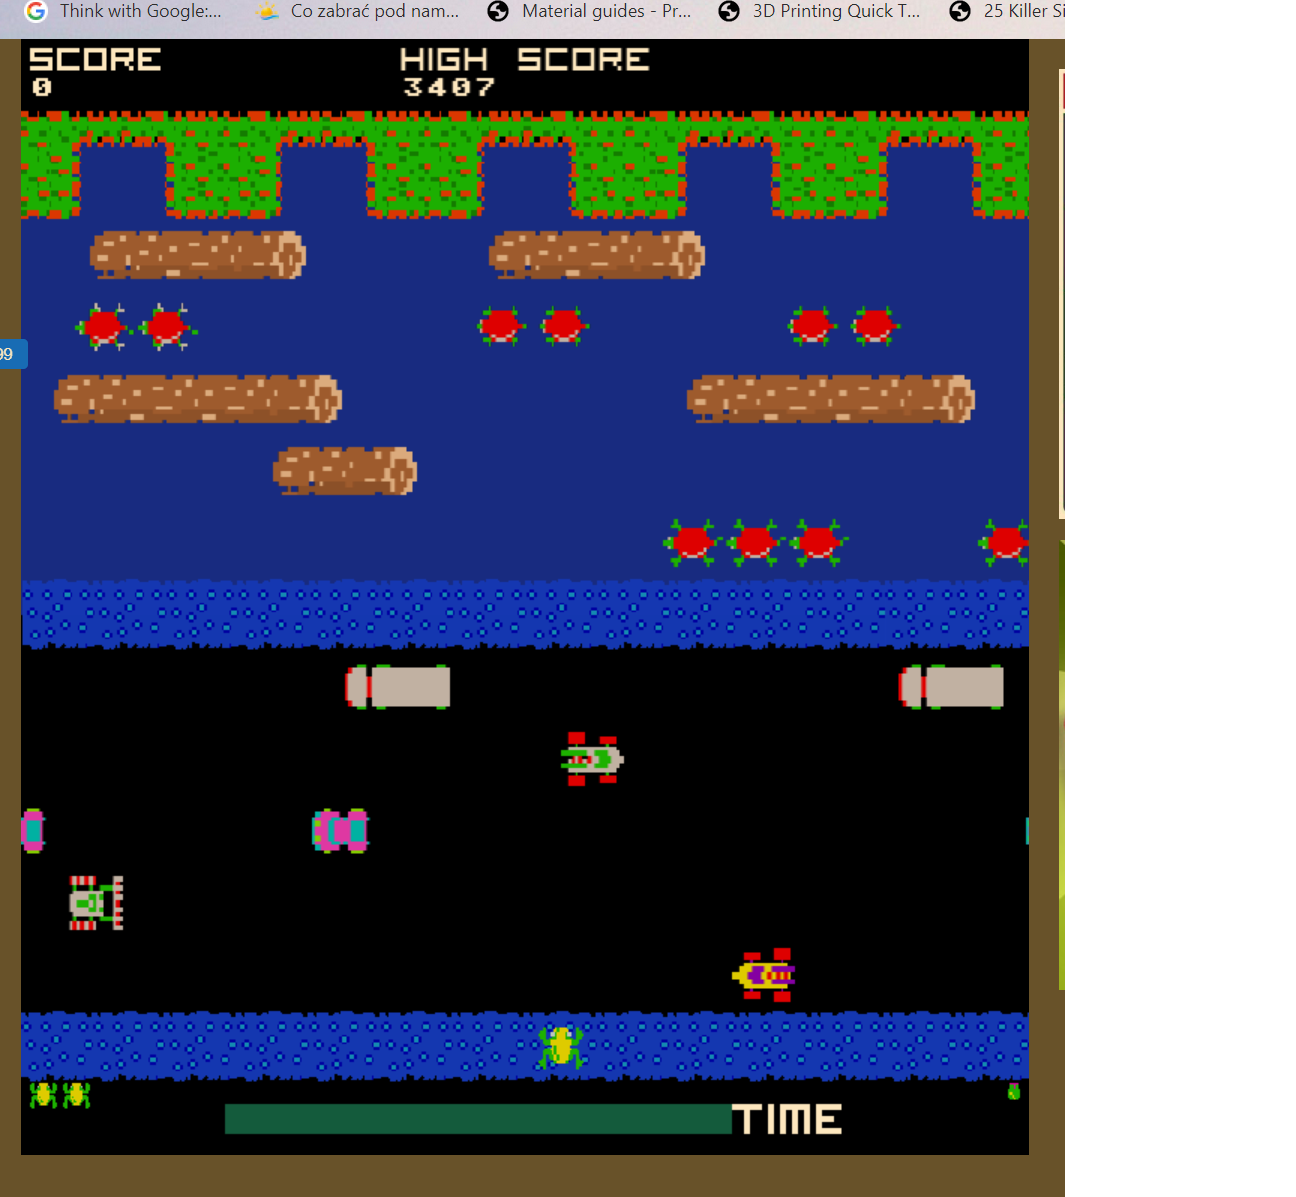 Think with Google:... Co zabrać pod nam... Material guides - Pr... 3D Printing Quick T... 25 Killer Si
SCORE HIGH SCORE
0 3407
99
TIME